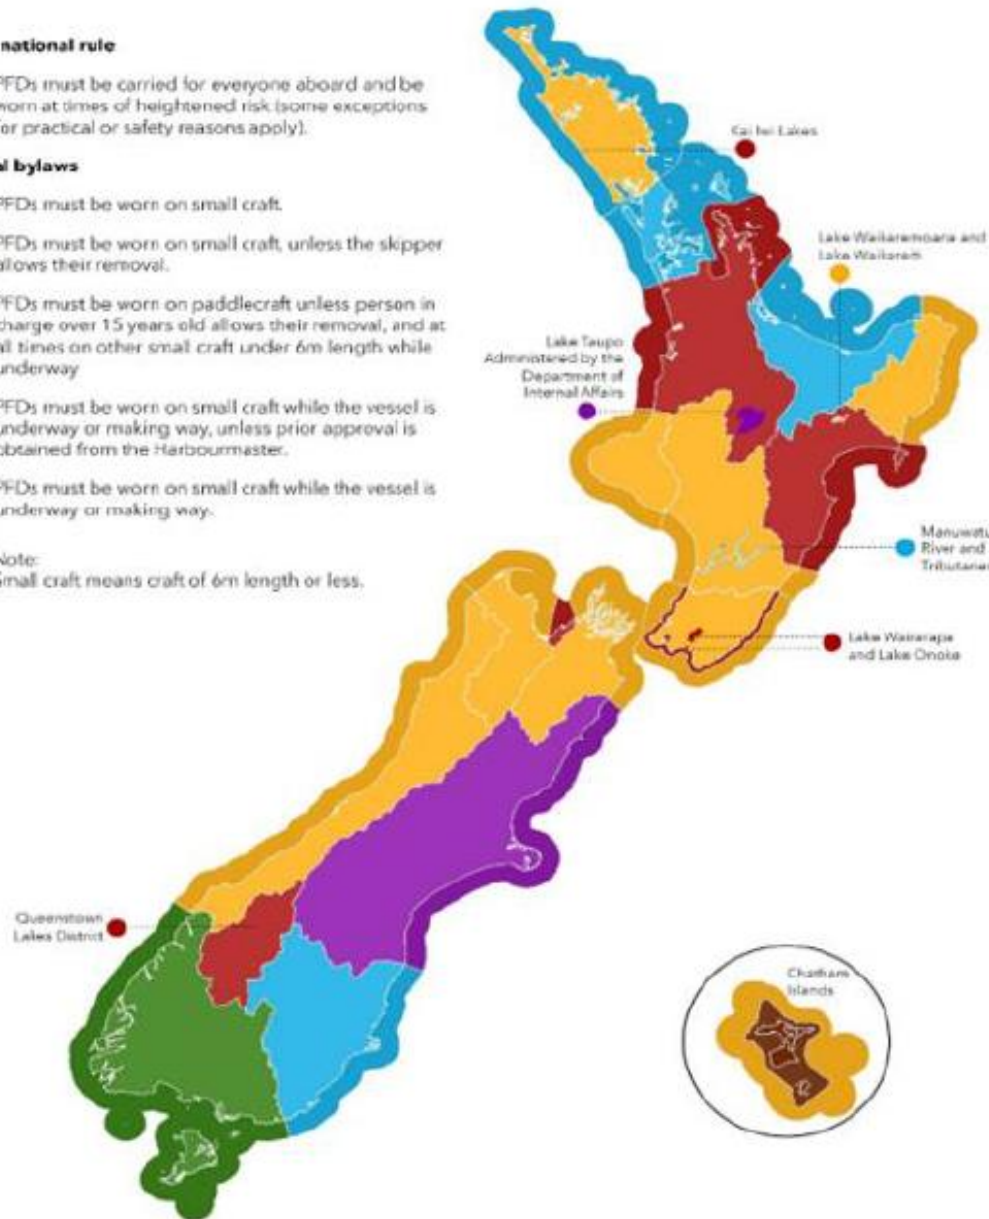 national rule
PFDs must be carried for everyone aboard and be
worn at times of heightened risk (some exceptions
for practical or safety reasons apply).
al bylaws
PFDs must be worn on small craft.
PFDs must be worn on small craft, unless the skipper
allows their removal.
PFDs must be worn on paddlecraft unless person in
charge over 15 years old allows their removal, and at
all times on other small craft under 6m length while
underway
PFDs must be worn on small craft while the vessel is
underway or making way, unless prior approval is
obtained from the Harbourmaster.
PFDs must be worn on small craft while the vessel is
underway or making way.
Note:
Small craft means craft of 6m length or less.
Kai Iwi Lakes
Lake Waikaremoana and
Lake
Lake Taupo
Administered by the
Department of
Internal Affairs
Manuwatu
River and
Tributaries
Lake Wairarapa
and Lake Onoke
Queenstown
Lakes District
Chatham
Islands